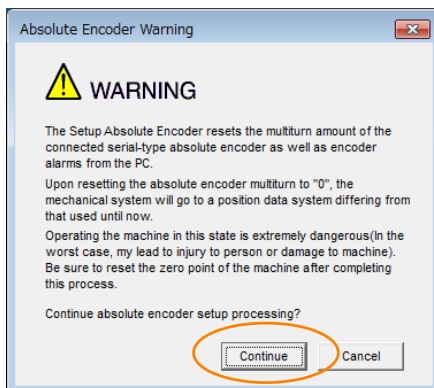 Absolute Encoder Warning
WARNING
The Setup Absolute Encoder resets the multiturn amount of the
connected serial-type absolute encoder as well as encoder
alarms from the PC.
Upon resetting the absolute encoder multiturn to "0", the
mechanical system will go to a position data system differing from
that used until now.
Operating the machine in this state is extremely dangerous(In the
worst case, my lead to injury to person or damage to machine).
Be sure to reset the zero point of the machine after completing
this process.
Continue absolute encoder setup processing?
Continue
Cancel